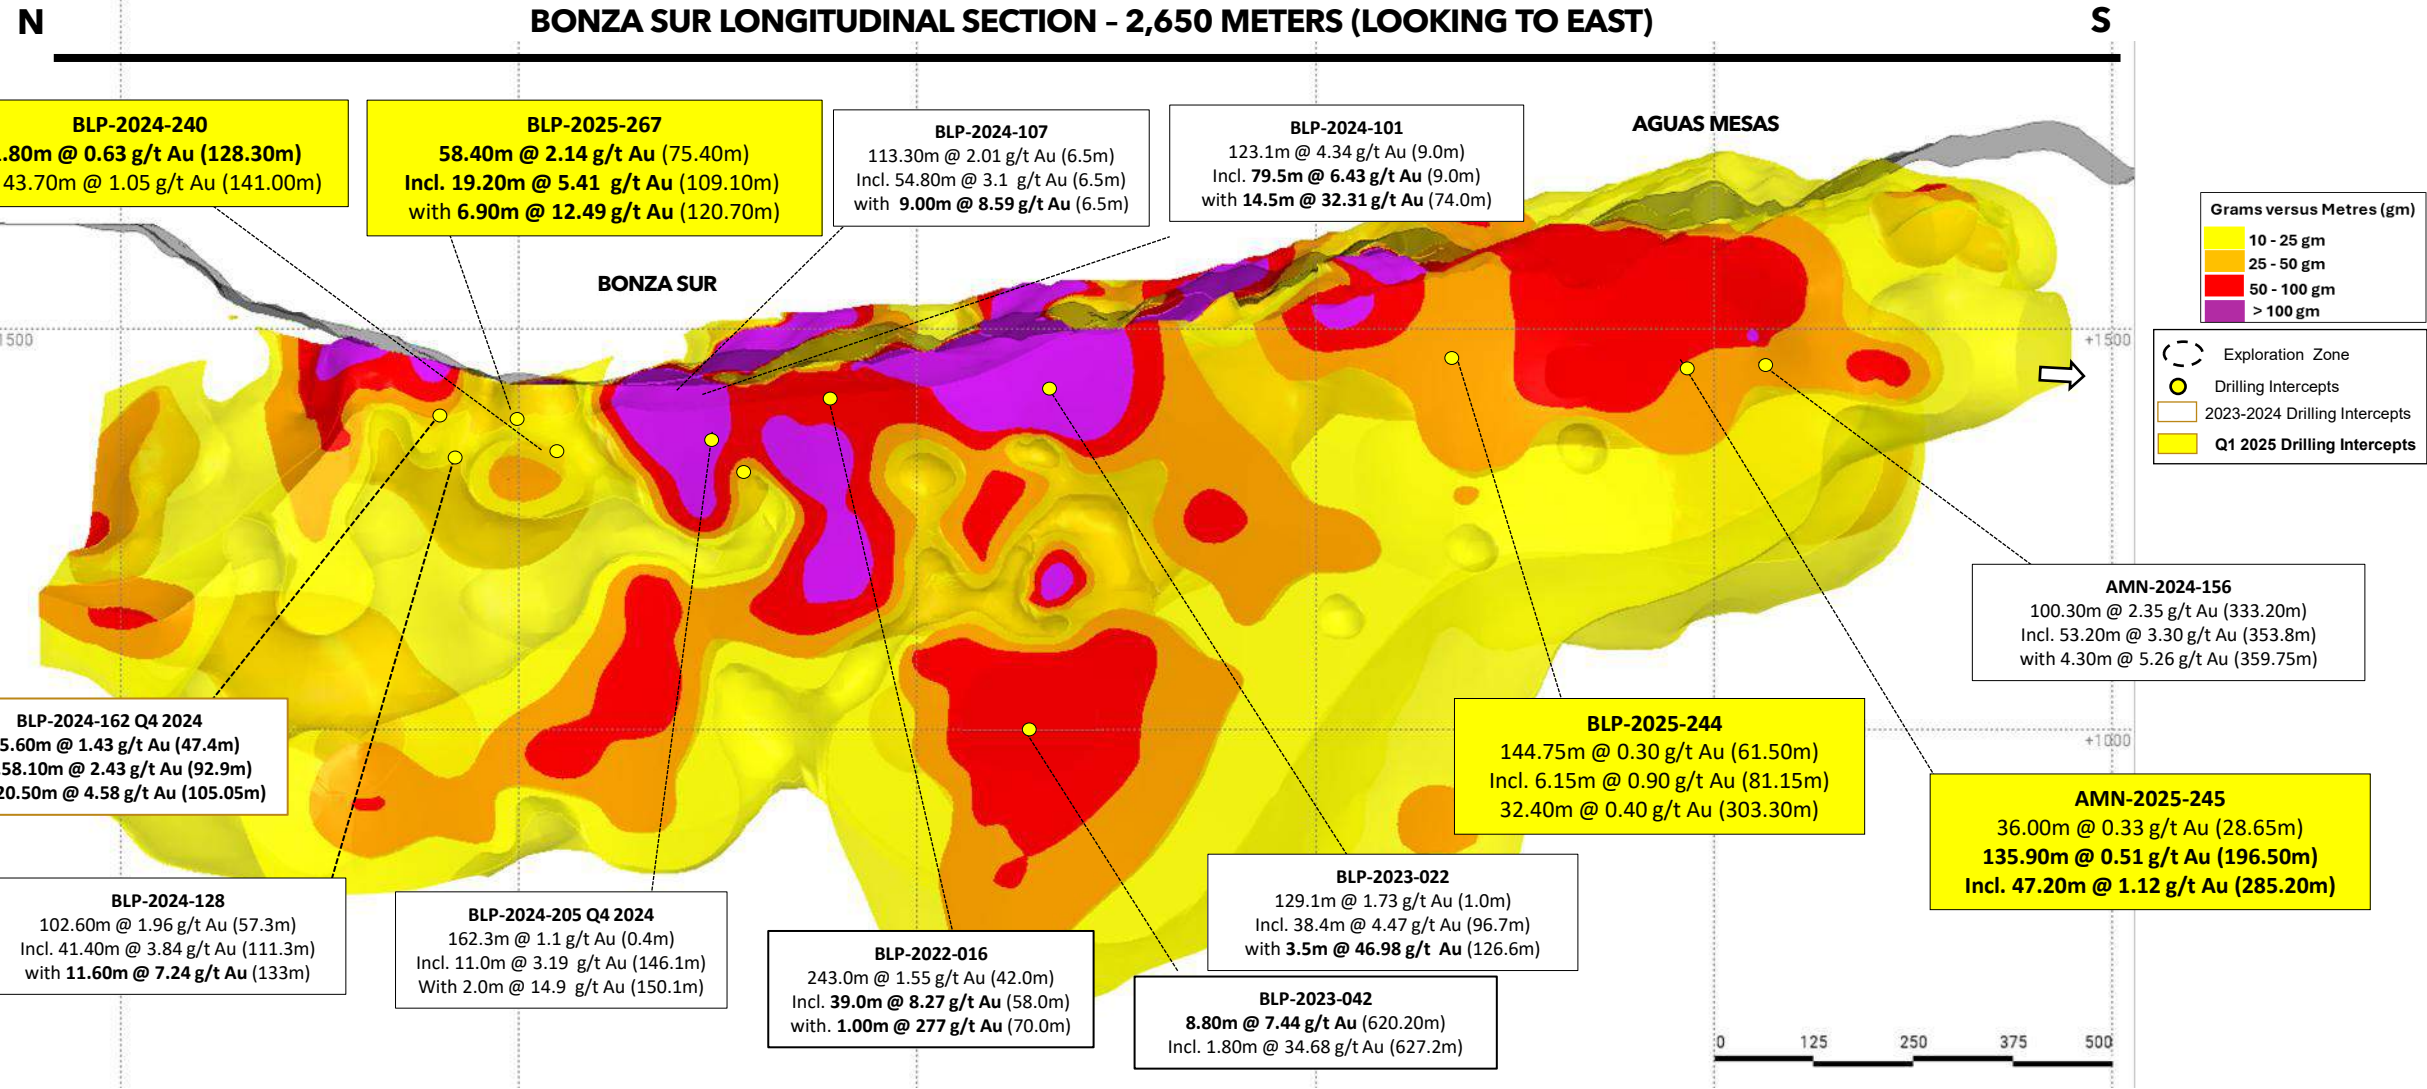 N
BONZA SUR LONGITUDINAL SECTION – 2,650 METERS (LOOKING TO EAST)
S
BLP-2024-240
.80m @ 0.63 g/t Au (128.30m)
43.70m @ 1.05 g/t Au (141.00m)
BLP-2025-267
58.40m @ 2.14 g/t Au (75.40m)
Incl. 19.20m @ 5.41 g/t Au (109.10m)
with 6.90m @ 12.49 g/t Au (120.70m)
BLP-2024-107
113.30m @ 2.01 g/t Au (6.5m)
Incl. 54.80m @ 3.1 g/t Au (6.5m)
with 9.00m @ 8.59 g/t Au (6.5m)
BLP-2024-101
123.1m @ 4.34 g/t Au (9.0m)
Incl. 79.5m @ 6.43 g/t Au (9.0m)
with 14.5m @ 32.31 g/t Au (74.0m)
AGUAS MESAS
BONZA SUR
Grams versus Metres (gm)
10 - 25 gm
25 - 50 gm
50 - 100 gm
> 100 gm
Exploration Zone
Drilling Intercepts
2023-2024 Drilling Intercepts
Q1 2025 Drilling Intercepts
1500
+1500
AMN-2024-156
100.30m @ 2.35 g/t Au (333.20m)
Incl. 53.20m @ 3.30 g/t Au (353.8m)
with 4.30m @ 5.26 g/t Au (359.75m)
BLP-2024-162 Q4 2024
5.60m @ 1.43 g/t Au (47.4m)
58.10m @ 2.43 g/t Au (92.9m)
20.50m @ 4.58 g/t Au (105.05m)
BLP-2025-244
144.75m @ 0.30 g/t Au (61.50m)
Incl. 6.15m @ 0.90 g/t Au (81.15m)
32.40m @ 0.40 g/t Au (303.30m)
+1000
AMN-2025-245
36.00m @ 0.33 g/t Au (28.65m)
135.90m @ 0.51 g/t Au (196.50m)
Incl. 47.20m @ 1.12 g/t Au (285.20m)
BLP-2024-128
102.60m @ 1.96 g/t Au (57.3m)
Incl. 41.40m @ 3.84 g/t Au (111.3m)
with 11.60m @ 7.24 g/t Au (133m)
BLP-2024-205 Q4 2024
162.3m @ 1.1 g/t Au (0.4m)
Incl. 11.0m @ 3.19 g/t Au (146.1m)
With 2.0m @ 14.9 g/t Au (150.1m)
BLP-2022-016
243.0m @ 1.55 g/t Au (42.0m)
Incl. 39.0m @ 8.27 g/t Au (58.0m)
with. 1.00m @ 277 g/t Au (70.0m)
BLP-2023-022
129.1m @ 1.73 g/t Au (1.0m)
Incl. 38.4m @ 4.47 g/t Au (96.7m)
with 3.5m @ 46.98 g/t Au (126.6m)
BLP-2023-042
8.80m @ 7.44 g/t Au (620.20m)
Incl. 1.80m @ 34.68 g/t Au (627.2m)
0 125 250 375 500